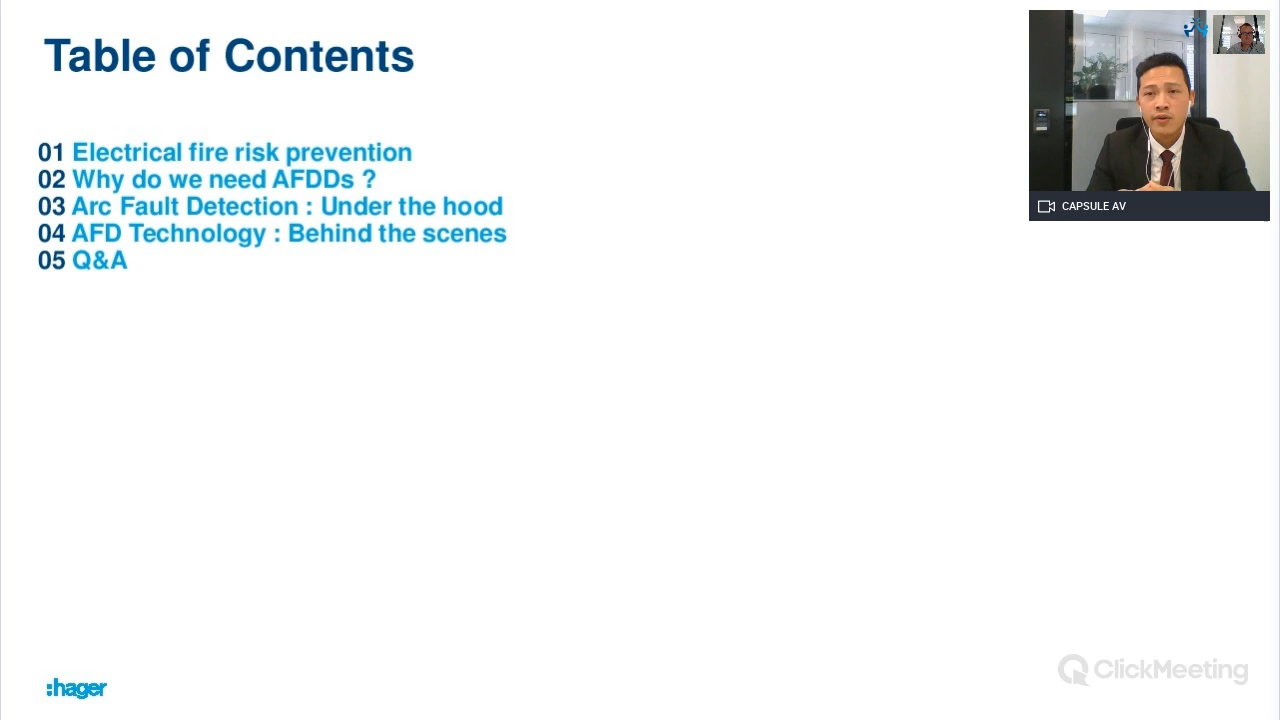 Table of Contents
01 Electrical fire risk prevention
02 Why do we need AFDDs ?
03 Arc Fault Detection : Under the hood
04 AFD Technology : Behind the scenes
05 Q&A
CAPSULE AV
:hager
ClickMeeting